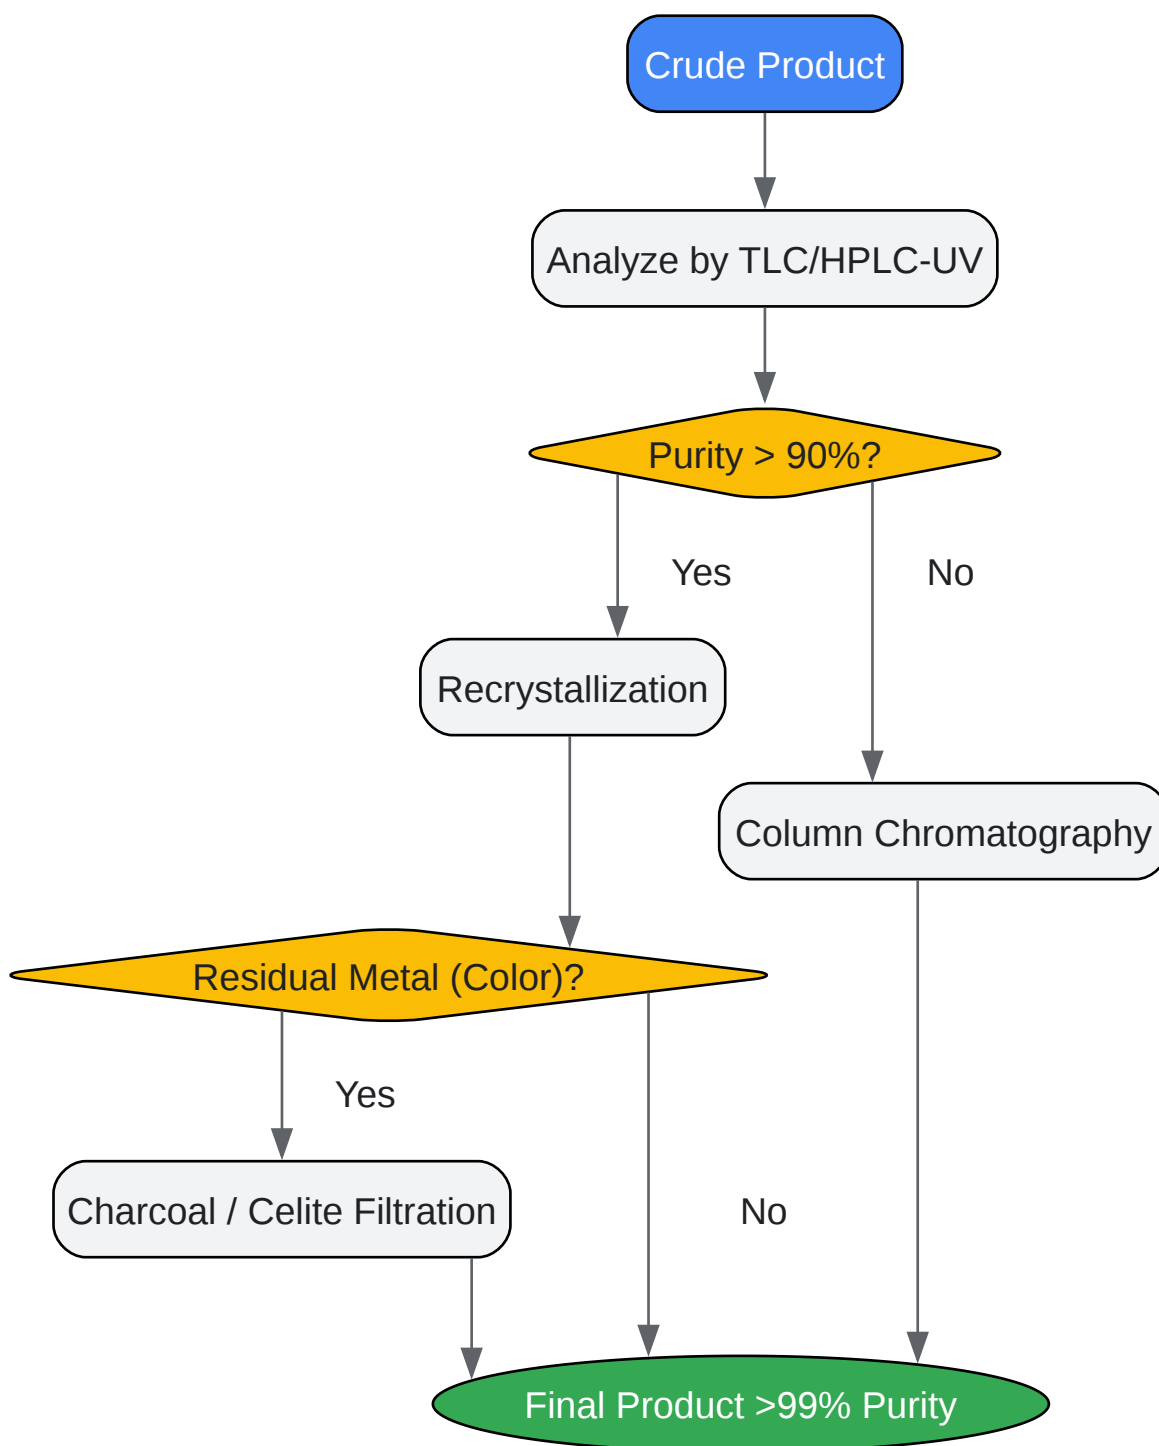 Crude Product
Analyze by TLC/HPLC-UV
Purity > 90%?
Yes
No
Recrystallization
Column Chromatography
Residual Metal (Color)?
Yes
Charcoal / Celite Filtration
No
Final Product >99% Purity